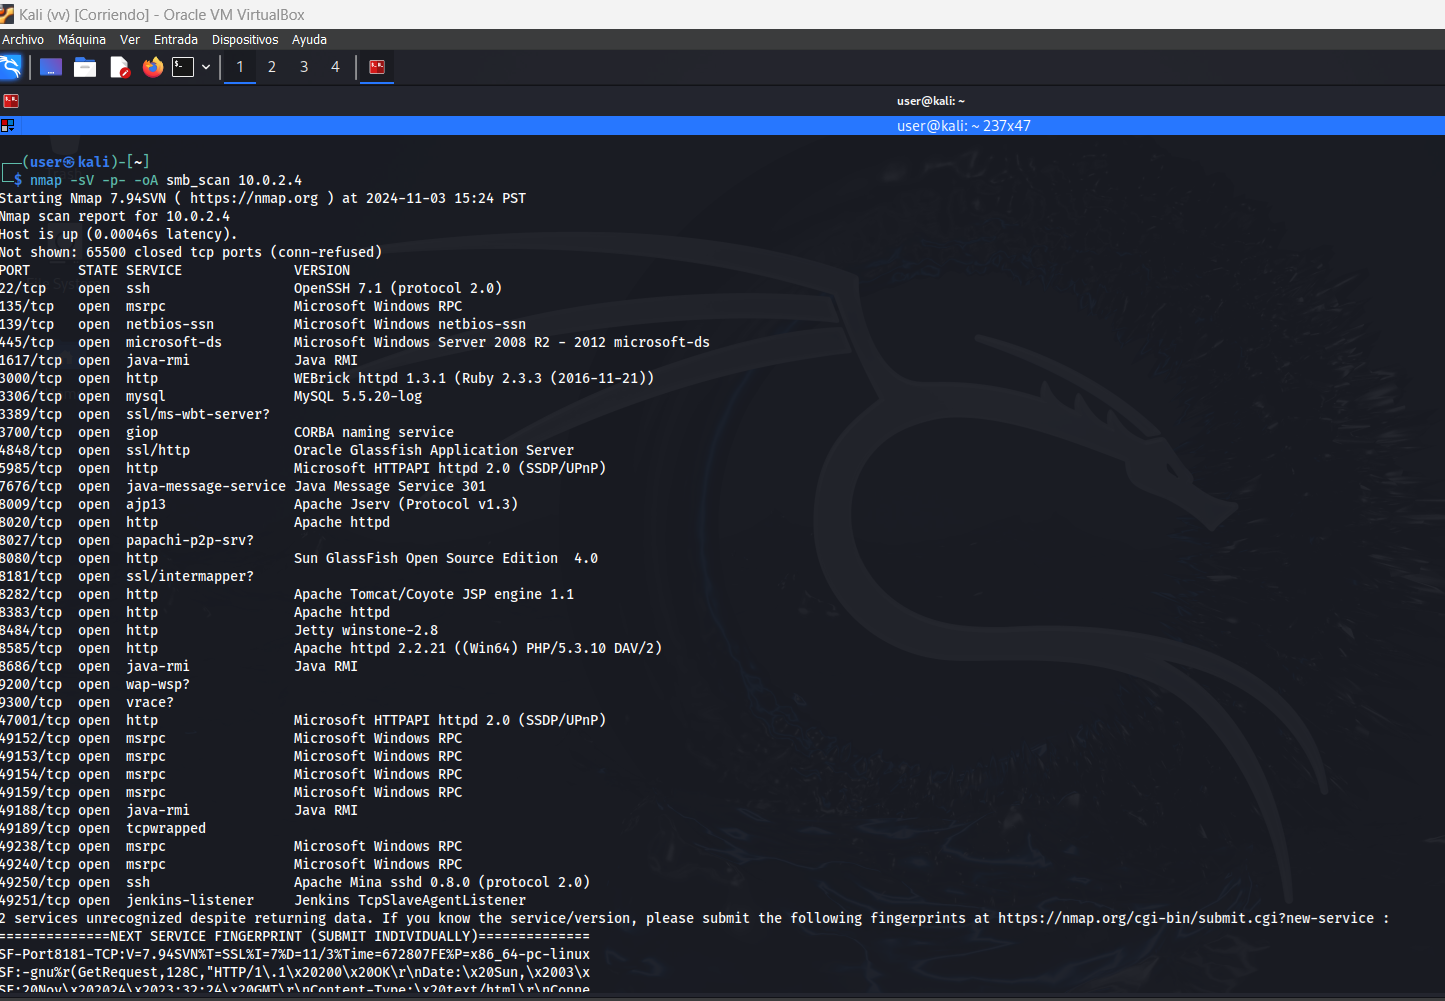 Kali (vv) [Corriendo] - Oracle VM VirtualBox
Archivo Máquina Ver Entrada Dispositivos Ayuda
1 2 3 4
user@kali: ~
user@kali: ~ 237x47
┌──(user㉿kali)-[~]
└─$ nmap -sV -p- -oA smb_scan 10.0.2.4
Starting Nmap 7.94SVN ( https://nmap.org ) at 2024-11-03 15:24 PST
Nmap scan report for 10.0.2.4
Host is up (0.00046s latency).
Not shown: 65500 closed tcp ports (conn-refused)
PORT      STATE SERVICE              VERSION
22/tcp    open  ssh                  OpenSSH 7.1 (protocol 2.0)
135/tcp   open  msrpc                Microsoft Windows RPC
139/tcp   open  netbios-ssn          Microsoft Windows netbios-ssn
445/tcp   open  microsoft-ds         Microsoft Windows Server 2008 R2 - 2012 microsoft-ds
1617/tcp  open  java-rmi             Java RMI
3000/tcp  open  http                 WEBrick httpd 1.3.1 (Ruby 2.3.3 (2016-11-21))
3306/tcp  open  mysql                MySQL 5.5.20-log
3389/tcp  open  ssl/ms-wbt-server?
3700/tcp  open  giop                 CORBA naming service
4848/tcp  open  ssl/http             Oracle Glassfish Application Server
5985/tcp  open  http                 Microsoft HTTPAPI httpd 2.0 (SSDP/UPnP)
7676/tcp  open  java-message-service Java Message Service 301
8009/tcp  open  ajp13                Apache Jserv (Protocol v1.3)
8020/tcp  open  http                 Apache httpd
8027/tcp  open  papachi-p2p-srv?
8080/tcp  open  http                 Sun GlassFish Open Source Edition  4.0
8181/tcp  open  ssl/intermapper?
8282/tcp  open  http                 Apache Tomcat/Coyote JSP engine 1.1
8383/tcp  open  http                 Apache httpd
8484/tcp  open  http                 Jetty winstone-2.8
8585/tcp  open  http                 Apache httpd 2.2.21 ((Win64) PHP/5.3.10 DAV/2)
8686/tcp  open  java-rmi             Java RMI
9200/tcp  open  wap-wsp?
9300/tcp  open  vrace?
47001/tcp open  http                 Microsoft HTTPAPI httpd 2.0 (SSDP/UPnP)
49152/tcp open  msrpc                Microsoft Windows RPC
49153/tcp open  msrpc                Microsoft Windows RPC
49154/tcp open  msrpc                Microsoft Windows RPC
49159/tcp open  msrpc                Microsoft Windows RPC
49188/tcp open  java-rmi             Java RMI
49189/tcp open  tcpwrapped
49238/tcp open  msrpc                Microsoft Windows RPC
49240/tcp open  msrpc                Microsoft Windows RPC
49250/tcp open  ssh                  Apache Mina sshd 0.8.0 (protocol 2.0)
49251/tcp open  jenkins-listener     Jenkins TcpSlaveAgentListener
2 services unrecognized despite returning data. If you know the service/version, please submit the following fingerprints at https://nmap.org/cgi-bin/submit.cgi?new-service :
==============NEXT SERVICE FINGERPRINT (SUBMIT INDIVIDUALLY)==============
SF-Port8181-TCP:V=7.94SVN%T=SSL%I=7%D=11/3%Time=672807FE%P=x86_64-pc-linux
SF:-gnu%r(GetRequest,128C,"HTTP/1\.1\x20200\x20OK\r\nDate:\x20Sun,\x2003\x
SF:20Nov\x202024\x2023:32:24\x20GMT\r\nContent-Type:\x20text/html\r\nConne